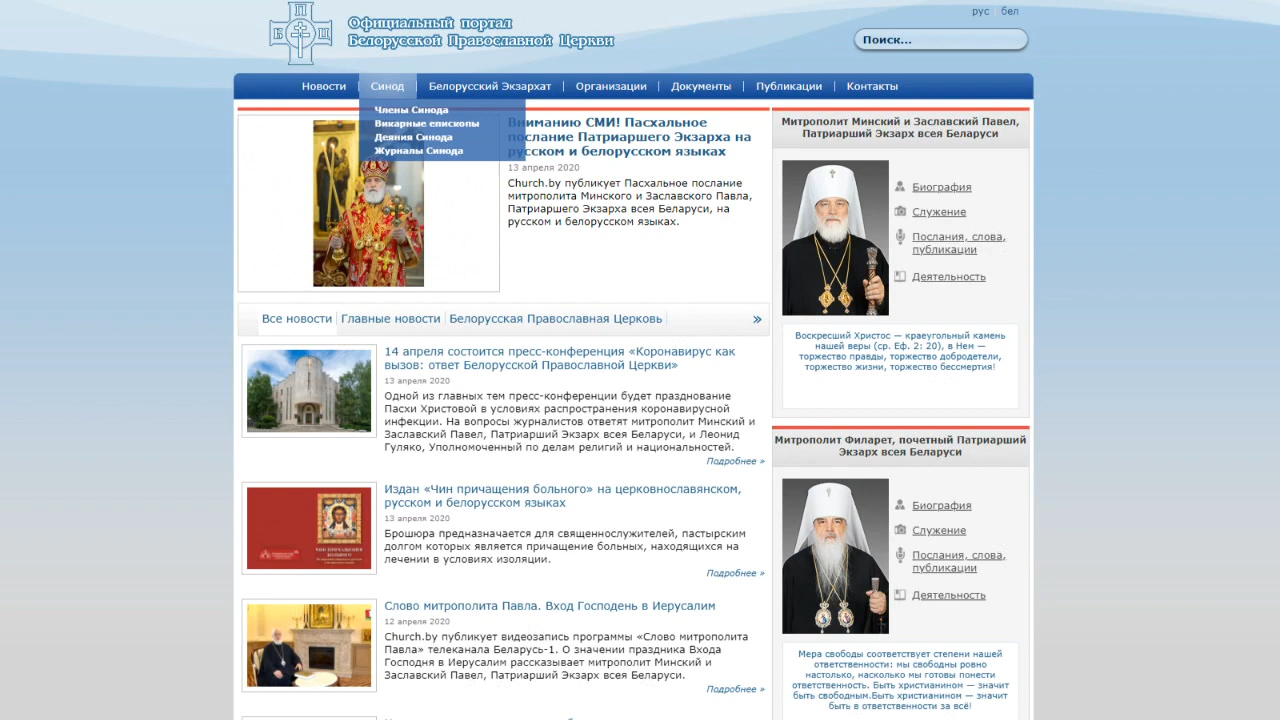 рус бел
БПЦ
Официальный портал
Белорусской Православной Церкви
Поиск...
Новости Синод Белорусский Экзархат Организации Документы Публикации Контакты
Члены Синода
Викарные епископы
Деяния Синода
Журналы Синода
Вниманию СМИ! Пасхальное
послание Патриаршего Экзарха на
русском и белорусском языках
13 апреля 2020
Church.by публикует Пасхальное послание
митрополита Минского и Заславского Павла,
Патриаршего Экзарха всея Беларуси, на
русском и белорусском языках.
Все новости Главные новости Белорусская Православная Церковь »
14 апреля состоится пресс-конференция «Коронавирус как
вызов: ответ Белорусской Православной Церкви»
13 апреля 2020
Одной из главных тем пресс-конференции будет празднование
Пасхи Христовой в условиях распространения коронавирусной
инфекции. На вопросы журналистов ответят митрополит Минский и
Заславский Павел, Патриарший Экзарх всея Беларуси, и Леонид
Гуляко, Уполномоченный по делам религий и национальностей.
Подробнее »
Издан «Чин причащения больного» на церковнославянском,
русском и белорусском языках
13 апреля 2020
Брошюра предназначается для священнослужителей, пастырским
долгом которых является причащение больных, находящихся на
лечении в условиях изоляции.
Подробнее »
ЧИН ПРИЧАЩЕНИЯ
БОЛЬНОГО
Слово митрополита Павла. Вход Господень в Иерусалим
12 апреля 2020
Church.by публикует видеозапись программы «Слово митрополита
Павла» телеканала Беларусь-1. О значении праздника Входа
Господня в Иерусалим рассказывает митрополит Минский и
Заславский Павел, Патриарший Экзарх всея Беларуси.
Подробнее »
Митрополит Минский и Заславский Павел,
Патриарший Экзарх всея Беларуси
Биография
Служение
Послания, слова,
публикации
Деятельность
Воскресший Христос — краеугольный камень
нашей веры (ср. Еф. 2: 20), в Нем —
торжество правды, торжество добродетели,
торжество жизни, торжество бессмертия!
Митрополит Филарет, почетный Патриарший
Экзарх всея Беларуси
Биография
Служение
Послания, слова,
публикации
Деятельность
Мера свободы соответствует степени нашей
ответственности: мы свободны ровно
настолько, насколько мы готовы понести
ответственность. Быть христианином — значит
быть свободным.Быть христианином — значит
быть в ответственности за всё!